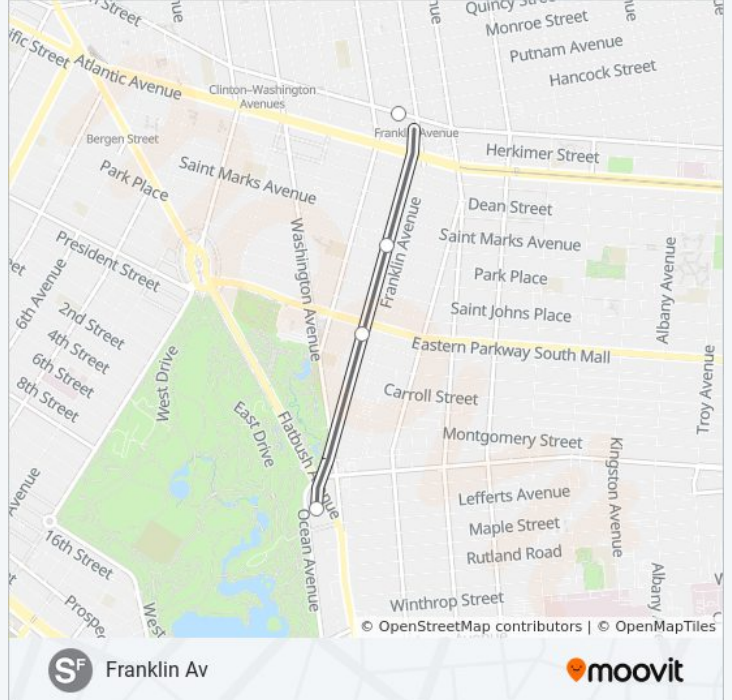 Street
Avenue
Quincy Street
Monroe Street
Putnam Avenue
Hancock Street
Atlantic Avenue
Clinton–Washington
Avenues
Franklin Avenue
Bergen Street
Park Place
Saint Marks Avenue
Herkimer Street
Dean Street
Saint Marks Avenue
Franklin Avenue
Washington Avenue
President Street
Park Place
Saint Johns Place
Albany Avenue
6th Avenue
2nd Street
4th Street
6th Street
8th Street
Eastern Parkway South Mall
Troy Avenue
West Drive
East Drive
Flatbush Avenue
Carroll Street
Montgomery Street
Kingston Avenue
Lefferts Avenue
Maple Street
Rutland Road
Avenue
16th Street
Ocean Avenue
Winthrop Street
Albany
West
© OpenStreetMap contributors | © OpenMapTiles
SF Franklin Av
moovit